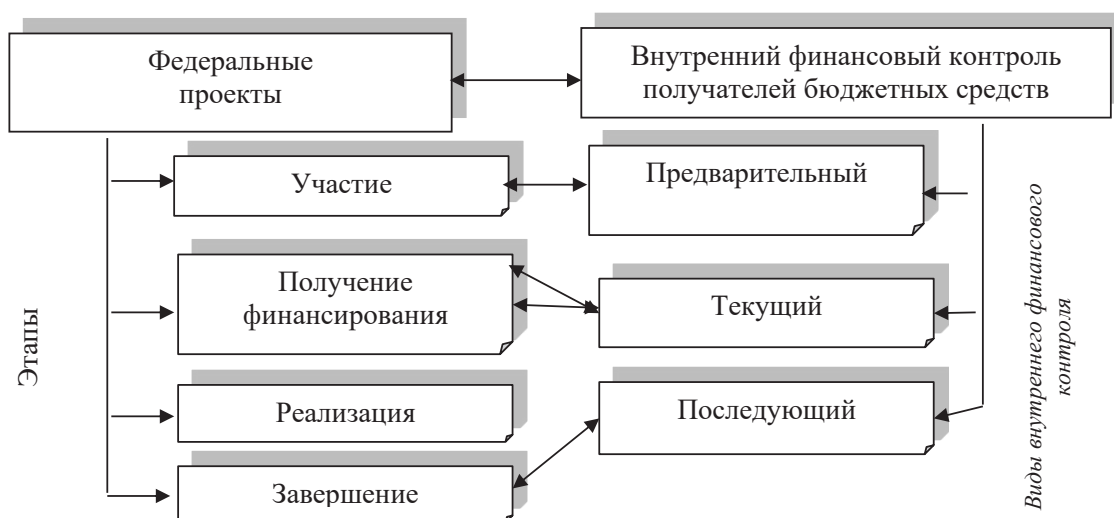 Федеральные
проекты
Внутренний финансовый контроль
получателей бюджетных средств
Участие
Предварительный
Получение
финансирования
Текущий
Реализация
Последующий
Завершение
Этапы
Виды внутреннего финансового
контроля